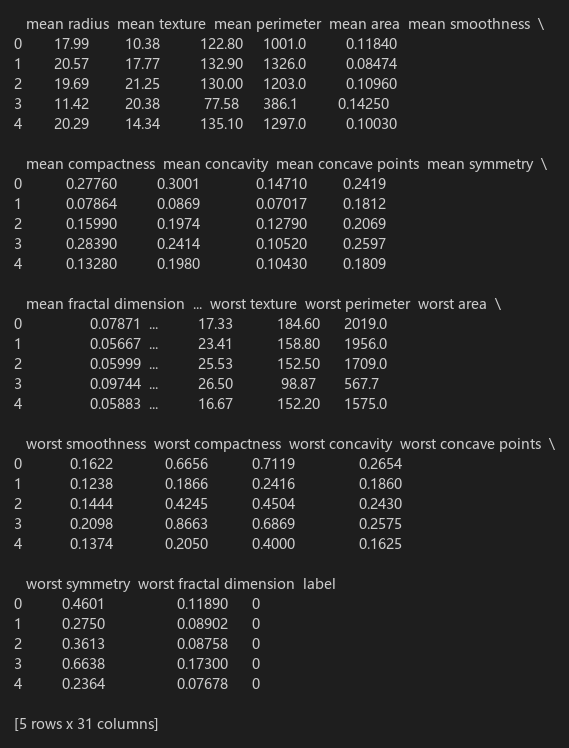 mean radius  mean texture  mean perimeter  mean area  mean smoothness  \
0  17.99  10.38  122.80  1001.0  0.11840
1  20.57  17.77  132.90  1326.0  0.08474
2  19.69  21.25  130.00  1203.0  0.10960
3  11.42  20.38  77.58  386.1  0.14250
4  20.29  14.34  135.10  1297.0  0.10030
mean compactness  mean concavity  mean concave points  mean symmetry  \
0  0.27760  0.3001  0.14710  0.2419
1  0.07864  0.0869  0.07017  0.1812
2  0.15990  0.1974  0.12790  0.2069
3  0.28390  0.2414  0.10520  0.2597
4  0.13280  0.1980  0.10430  0.1809
mean fractal dimension  ...  worst texture  worst perimeter  worst area  \
0  0.07871  ...  17.33  184.60  2019.0
1  0.05667  ...  23.41  158.80  1956.0
2  0.05999  ...  25.53  152.50  1709.0
3  0.09744  ...  26.50  98.87  567.7
4  0.05883  ...  16.67  152.20  1575.0
worst smoothness  worst compactness  worst concavity  worst concave points  \
0  0.1622  0.6656  0.7119  0.2654
1  0.1238  0.1866  0.2416  0.1860
2  0.1444  0.4245  0.4504  0.2430
3  0.2098  0.8663  0.6869  0.2575
4  0.1374  0.2050  0.4000  0.1625
worst symmetry  worst fractal dimension  label
0  0.4601  0.11890  0
1  0.2750  0.08902  0
2  0.3613  0.08758  0
3  0.6638  0.17300  0
4  0.2364  0.07678  0
[5 rows x 31 columns]